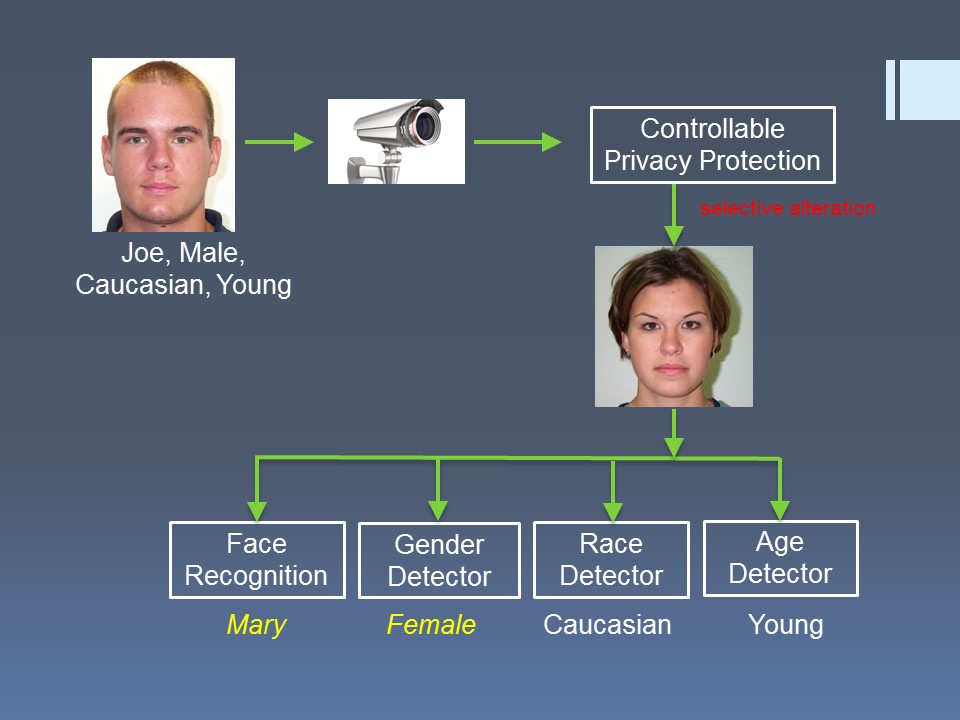 Controllable
Privacy Protection
selective alteration
Joe, Male,
Caucasian, Young
Face
Recognition
Gender
Detector
Race
Detector
Age
Detector
Mary
Female
Caucasian
Young